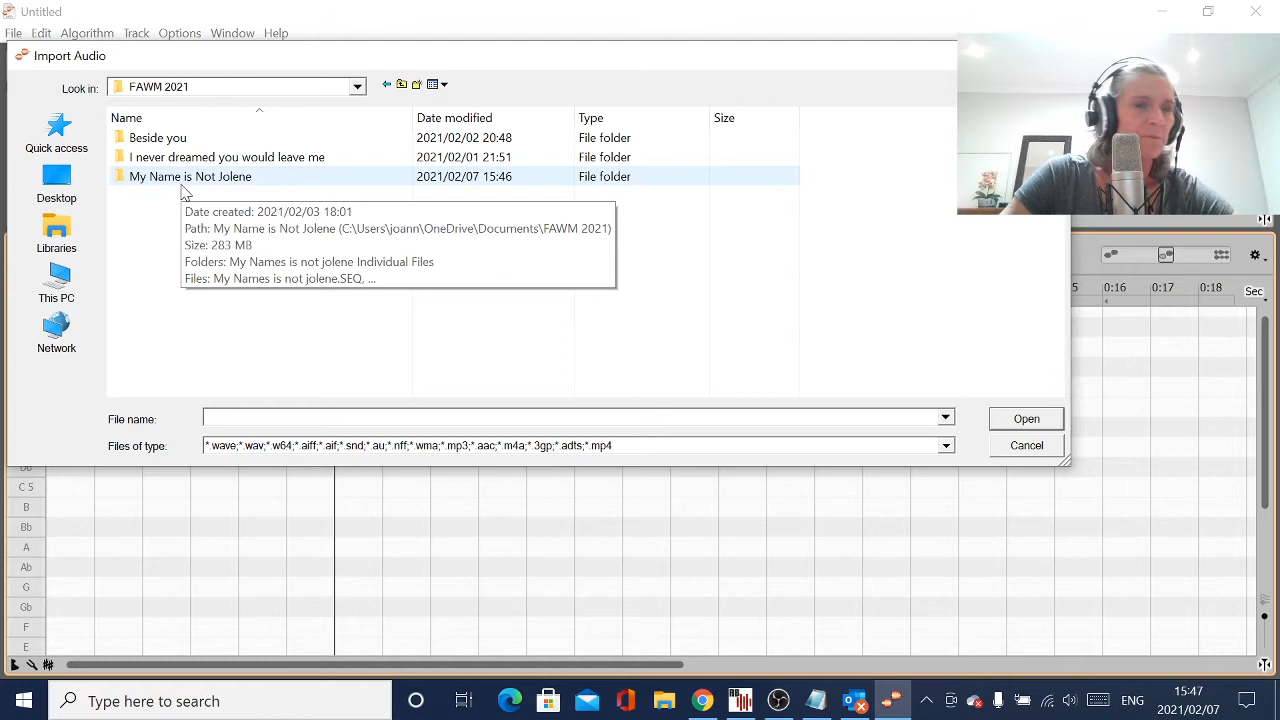 Untitled
File Edit Algorithm Track Options Window Help
Import Audio
Look in: FAWM 2021
Name Date modified Type Size
Beside you 2021/02/02 20:48 File folder
I never dreamed you would leave me 2021/02/01 21:51 File folder
My Name is Not Jolene 2021/02/07 15:46 File folder
Date created: 2021/02/03 18:01
Path: My Name is Not Jolene (C:\Users\joann\OneDrive\Documents\FAWM 2021)
Size: 283 MB
Folders: My Names is not jolene Individual Files
Files: My Names is not jolene.SEQ, ...
Quick access
Desktop
Libraries
This PC
Network
File name:
Open
Files of type: *.wave;*.wav;*.w64;*.aiff;*.aif;*.snd;*.au;*.nff;*.wma;*.mp3;*.aac;*.m4a;*.3gp;*.adts;*.mp4
Cancel
5 0:16 0:17 0:18 Sec
Db
C 5
B
Bb
A
Ab
G
Gb
F
E
Type here to search
RB
ENG
15:47
2021/02/07